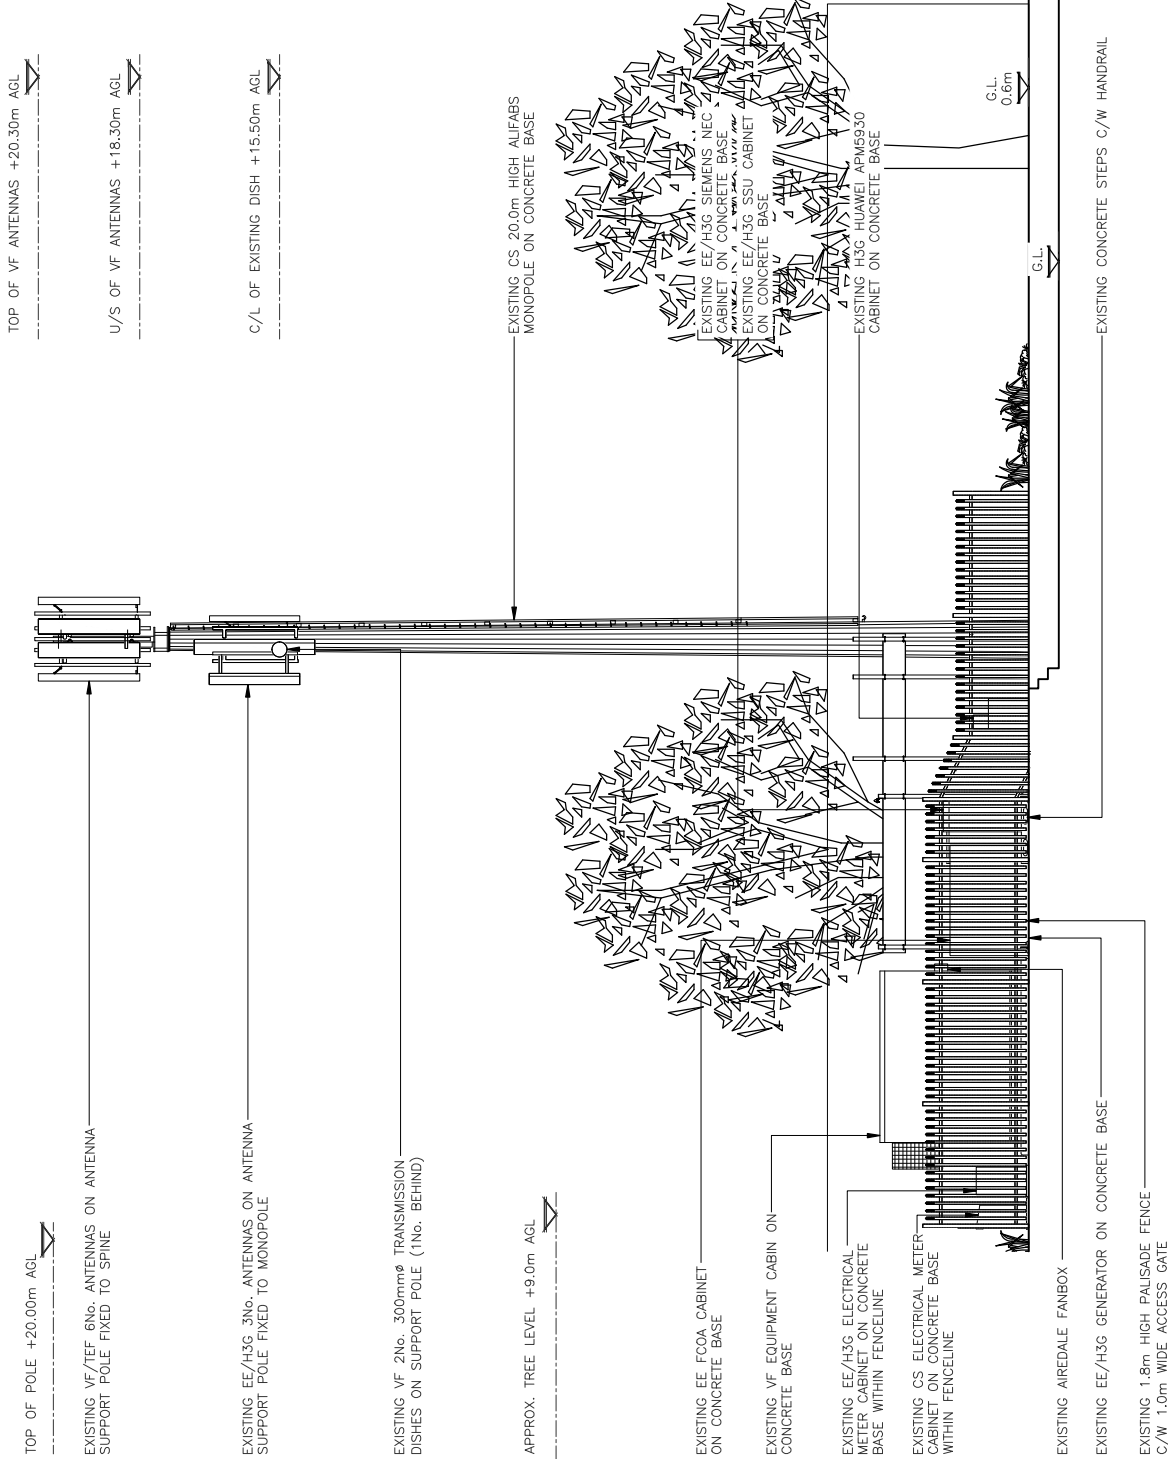 TOP OF POLE +20.00m AGL
EXISTING VF/TEF 6No. ANTENNAS ON ANTENNA
SUPPORT POLE FIXED TO SPINE
EXISTING EE/H3G 3No. ANTENNAS ON ANTENNA
SUPPORT POLE FIXED TO MONOPOLE
EXISTING VF 2No. 300mmø TRANSMISSION
DISHES ON SUPPORT POLE (1No. BEHIND)
APPROX. TREE LEVEL +9.0m AGL
EXISTING EE FCOA CABINET
ON CONCRETE BASE
EXISTING VF EQUIPMENT CABIN ON
CONCRETE BASE
EXISTING EE/H3G ELECTRICAL
METER CABINET ON CONCRETE
BASE WITHIN FENCELINE
EXISTING CS ELECTRICAL METER
CABINET ON CONCRETE BASE
WITHIN FENCELINE
EXISTING AIREDALE FANBOX
EXISTING EE/H3G GENERATOR ON CONCRETE BASE
EXISTING 1.8m HIGH PALISADE FENCE
C/W 1.0m WIDE ACCESS GATE
TOP OF VF ANTENNAS +20.30m AGL
U/S OF VF ANTENNAS +18.30m AGL
C/L OF EXISTING DISH +15.50m AGL
EXISTING CS 20.0m HIGH ALIFABS
MONOPOLE ON CONCRETE BASE
EXISTING EE/H3G SIEMENS NEC
CABINET ON CONCRETE BASE
EXISTING EE/H3G SSU CABINET
ON CONCRETE BASE
EXISTING H3G HUAWEI APM5930
CABINET ON CONCRETE BASE
G.L.
0.6m
G.L.
EXISTING CONCRETE STEPS C/W HANDRAIL